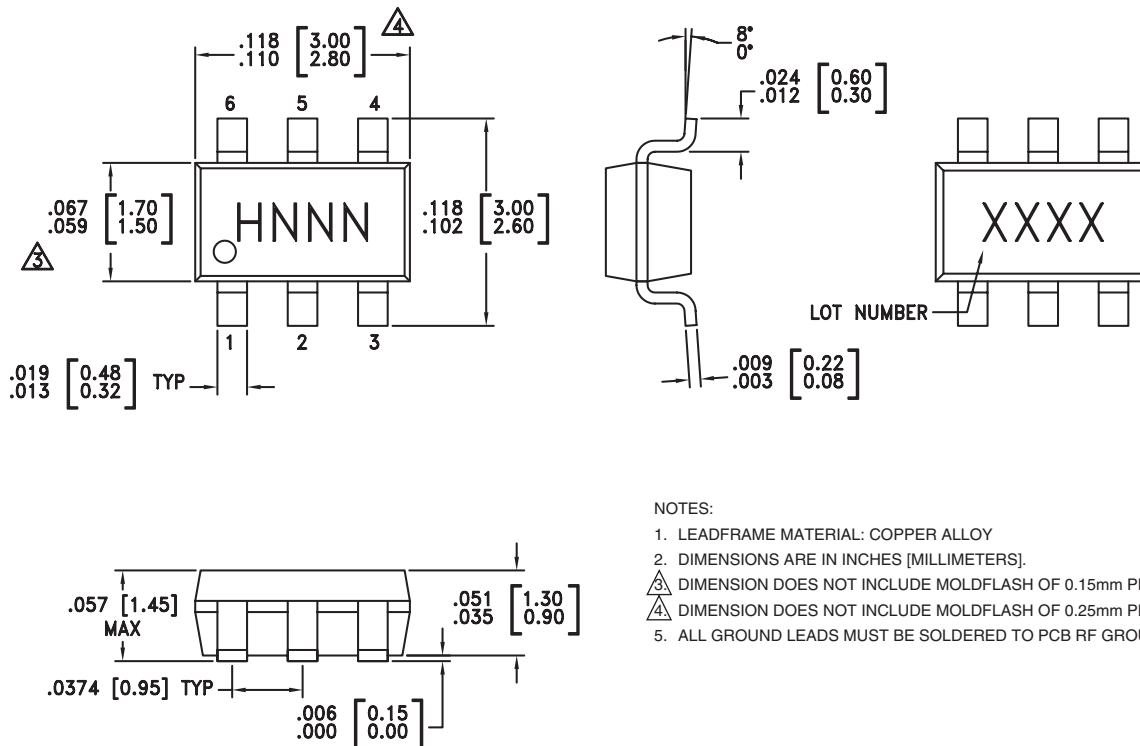 .118 [3.00]
.110 [2.80]
4
6 5 4
.067 [1.70]
.059 [1.50]
3
HNNN
.118 [3.00]
.102 [2.60]
1 2 3
.019 [0.48]
.013 [0.32]
TYP
8°
0°
.024 [0.60]
.012 [0.30]
.009 [0.22]
.003 [0.08]
XXXX
LOT NUMBER
.057 [1.45]
MAX
.051 [1.30]
.035 [0.90]
.0374 [0.95] TYP
.006 [0.15]
.000 [0.00]
NOTES:
1. LEADFRAME MATERIAL: COPPER ALLOY
2. DIMENSIONS ARE IN INCHES [MILLIMETERS].
3. DIMENSION DOES NOT INCLUDE MOLDFLASH OF 0.15mm
4. DIMENSION DOES NOT INCLUDE MOLDFLASH OF 0.25mm
5. ALL GROUND LEADS MUST BE SOLDERED TO PCB RF